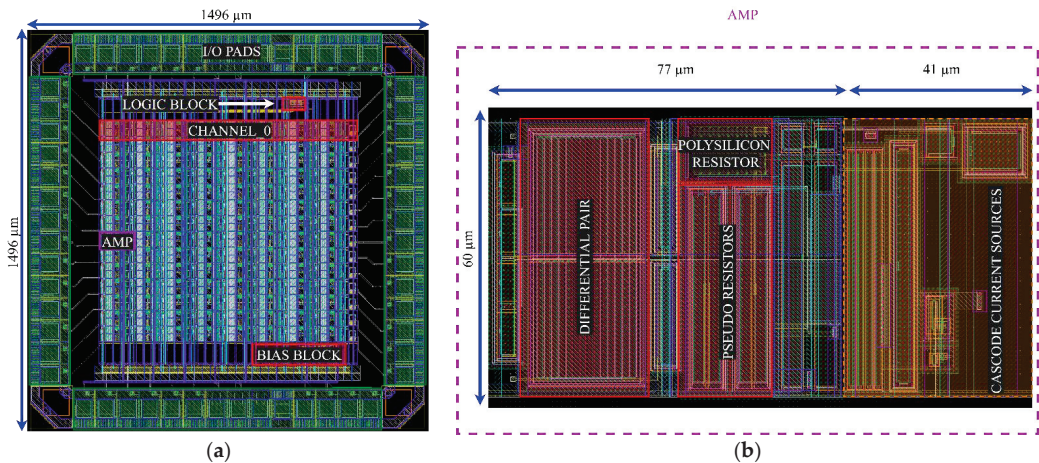 1496 µm
AMP
I/O PADS
77 µm
41 µm
LOGIC BLOCK
CHANNEL_0
POLYSILICON
RESISTOR
1496 µm
AMP
60 µm
DIFFERENTIAL PAIR
PSEUDO RESISTORS
CASCODE CURRENT SOURCES
BIAS BLOCK
(a)
(b)